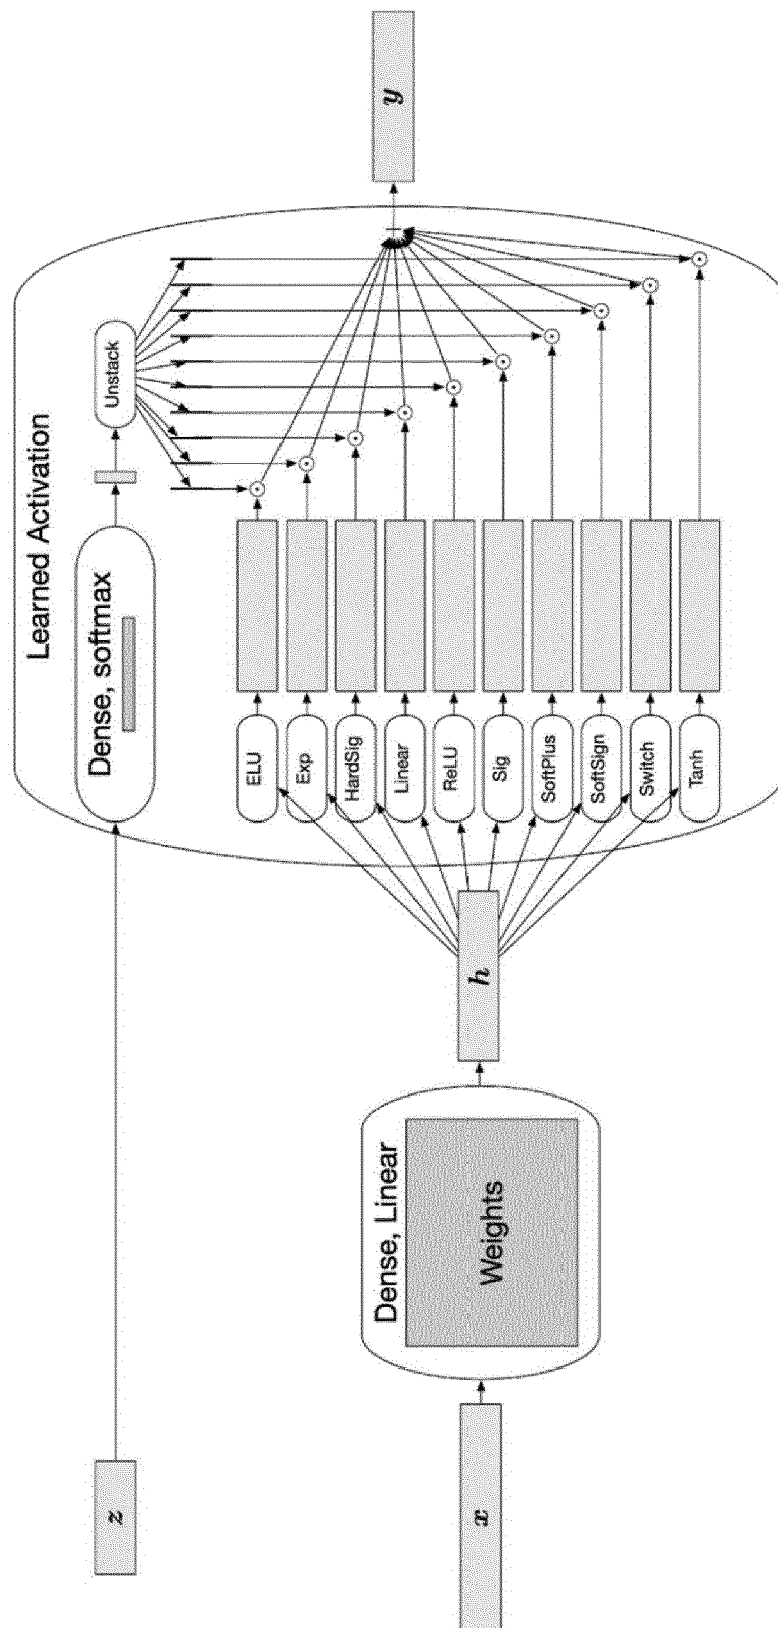 Learned Activation
Dense, softmax
Unstack
z
ELU
Exp
HardSig
Linear
ReLU
Sig
SoftPlus
SoftSign
Switch
Tanh
+
y
h
Dense, Linear
Weights
x